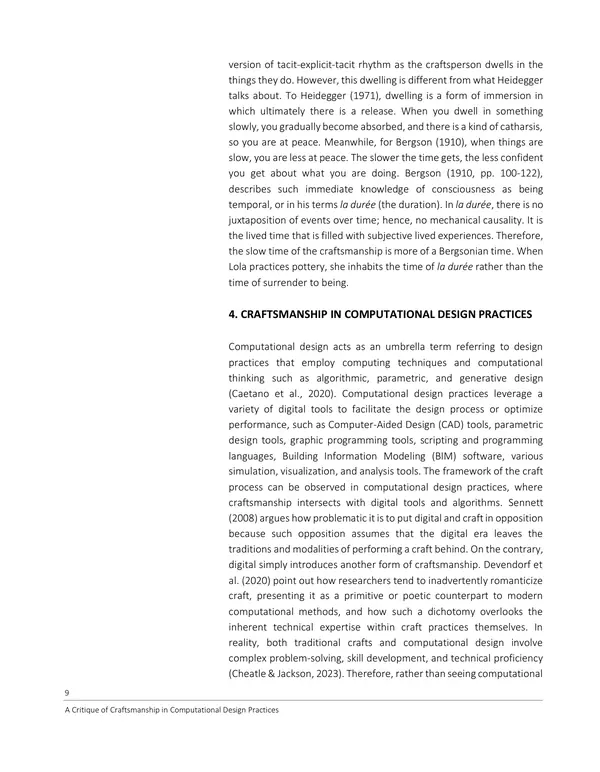 version of tacit-explicit-tacit rhythm as the craftsperson dwells in the
things they do. However, this dwelling is different from what Heidegger
talks about. To Heidegger (1971), dwelling is a form of immersion in
which ultimately there is a release. When you dwell in something
slowly, you gradually become absorbed, and there is a kind of catharsis,
so you are at peace. Meanwhile, for Bergson (1910), when things are
slow, you are less at peace. The slower the time gets, the less confident
you get about what you are doing. Bergson (1910, pp. 100-122),
describes such immediate knowledge of consciousness as being
temporal, or in his terms la durée (the duration). In la durée, there is no
juxtaposition of events over time; hence, no mechanical causality. It is
the lived time that is filled with subjective lived experiences. Therefore,
the slow time of the craftsmanship is more of a Bergsonian time. When
Lola practices pottery, she inhabits the time of la durée rather than the
time of surrender to being.
4. CRAFTSMANSHIP IN COMPUTATIONAL DESIGN PRACTICES
Computational design acts as an umbrella term referring to design
practices that employ computing techniques and computational
thinking such as algorithmic, parametric, and generative design
(Caetano et al., 2020). Computational design practices leverage a
variety of digital tools to facilitate the design process or optimize
performance, such as Computer-Aided Design (CAD) tools, parametric
design tools, graphic programming tools, scripting and programming
languages, Building Information Modeling (BIM) software, various
simulation, visualization, and analysis tools. The framework of the craft
process can be observed in computational design practices, where
craftsmanship intersects with digital tools and algorithms. Sennett
(2008) argues how problematic it is to put digital and craft in opposition
because such opposition assumes that the digital era leaves the
traditions and modalities of performing a craft behind. On the contrary,
digital simply introduces another form of craftsmanship. Devendorf et
al. (2020) point out how researchers tend to inadvertently romanticize
craft, presenting it as a primitive or poetic counterpart to modern
computational methods, and how such a dichotomy overlooks the
inherent technical expertise within craft practices themselves. In
reality, both traditional crafts and computational design involve
complex problem-solving, skill development, and technical proficiency
(Cheatle & Jackson, 2023). Therefore, rather than seeing computational
9
A Critique of Craftsmanship in Computational Design Practices